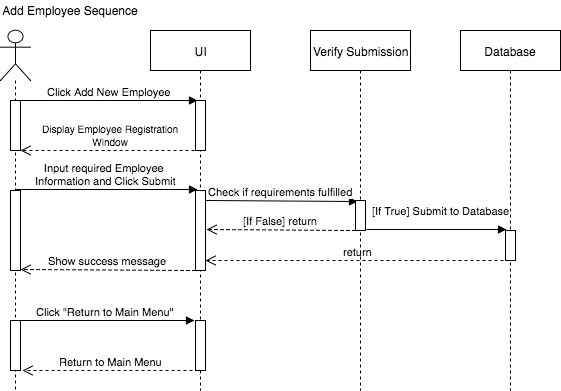 Add Employee Sequence
UI
Verify Submission
Database
Click Add New Employee
Display Employee Registration
Window
Input required Employee
Information and Click Submit
Check if requirements fulfilled
[If True] Submit to Database
[If False] return
return
Show success message
Click "Return to Main Menu"
Return to Main Menu